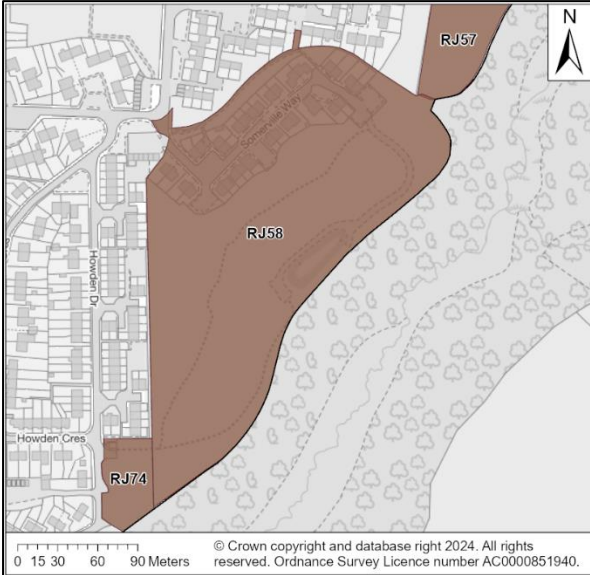 N
RJ57
Somerville Way
RJ58
Howden Dr
Howden Cres
RJ74
0 15 30 60 90 Meters
© Crown copyright and database right 2024. All rights
reserved. Ordnance Survey Licence number AC0000851940.